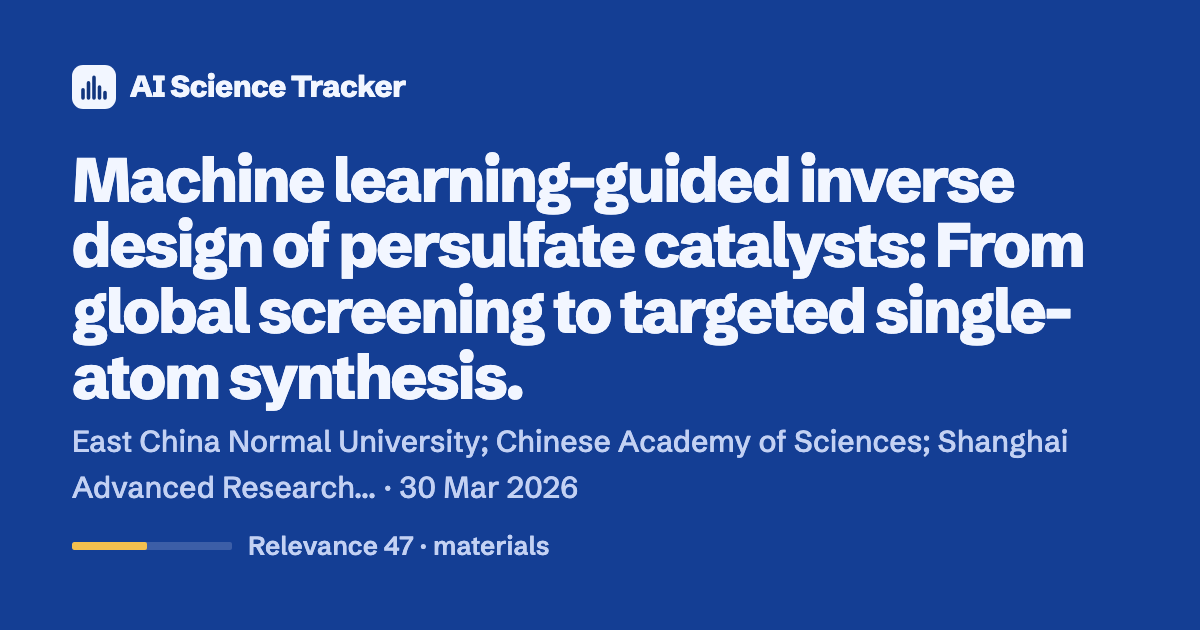 AI Science Tracker
Machine learning-guided inverse
design of persulfate catalysts: From
global screening to targeted single-
atom synthesis.
East China Normal University; Chinese Academy of Sciences; Shanghai
Advanced Research... · 30 Mar 2026
Relevance 47 · materials